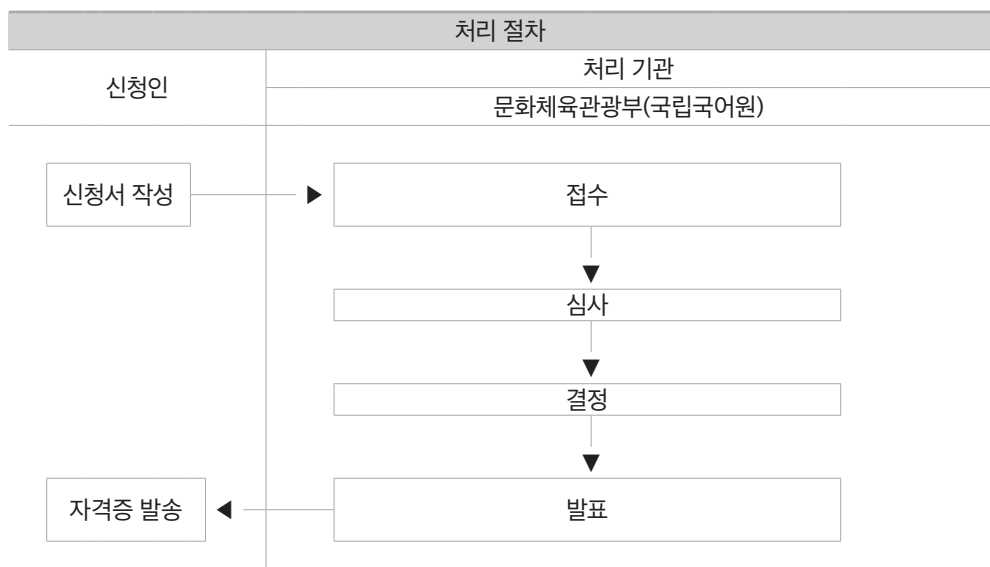 처리 절차
신청인
처리 기관
문화체육관광부(국립국어원)
신청서 작성
접수
심사
결정
자격증 발송
발표